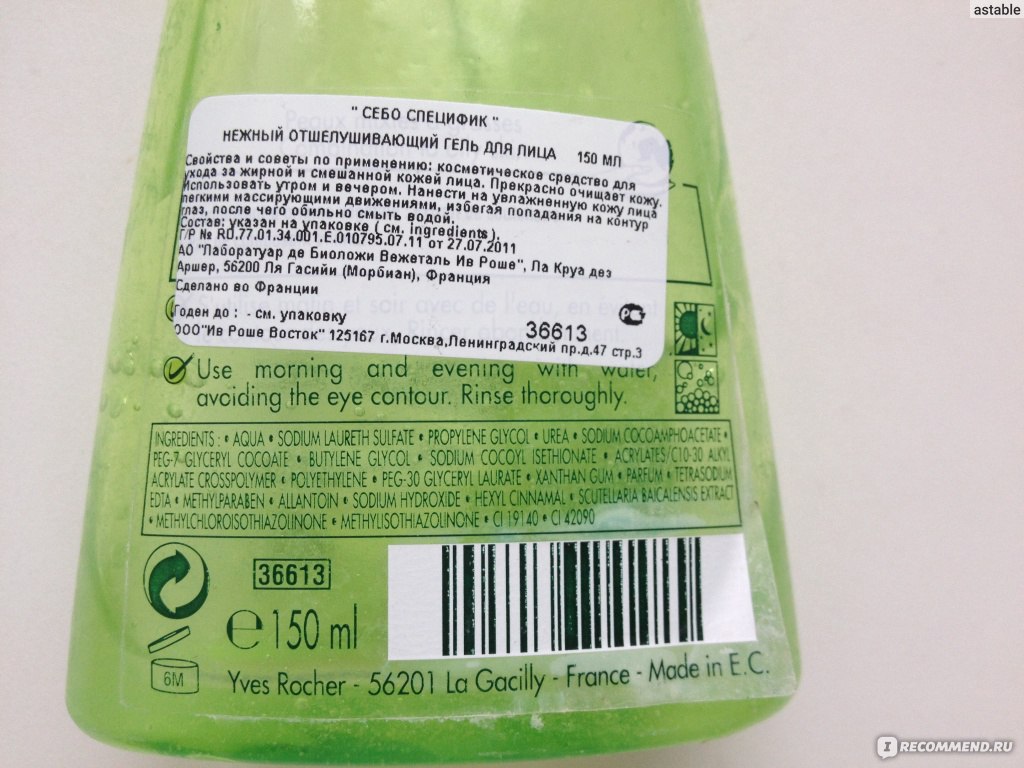 astable
" СЕБО СПЕЦИФИК "
НЕЖНЫЙ ОТШЕЛУШИВАЮЩИЙ ГЕЛЬ ДЛЯ ЛИЦА 150 МЛ
Свойства и советы по применению: косметическое средство для
ухода за жирной и смешанной кожей лица. Прекрасно очищает кожу.
Использовать утром и вечером. Нанести на увлажненную кожу лица
легкими массирующими движениями, избегая попадания на контур
глаз, после чего обильно смыть водой.
Состав: указан на упаковке ( см. ingredients ).
Г/Р № RU.77.01.34.001.E.010795.07.11 от 27.07.2011
АО "Лаборатуар де Биоложи Вежеталь Ив Роше", Ла Круа дез
Аршер, 56200 Ля Гасийи (Морбиан), Франция
Сделано во Франции
matin et soir avec de l'eau, en
Годен до : - см. упаковку 36613
ООО"Ив Роше Восток" 125167 г.Москва,Ленинградский пр.д.47 стр.3
Use morning and evening with water,
avoiding the eye contour. Rinse thoroughly.
INGREDIENTS : • AQUA • SODIUM LAURETH SULFATE • PROPYLENE GLYCOL • UREA • SODIUM COCOAMPHOACETATE •
PEG-7 GLYCERYL COCOATE • BUTYLENE GLYCOL • SODIUM COCOYL ISETHIONATE • ACRYLATES/C10-30 ALKYL
ACRYLATE CROSSPOLYMER • POLYETHYLENE • PEG-30 GLYCERYL LAURATE • XANTHAN GUM • PARFUM • TETRASODIUM
EDTA • METHYLPARABEN • ALLANTOIN • SODIUM HYDROXIDE • HEXYL CINNAMAL • SCUTELLARIA BAICALENSIS EXTRACT
• METHYLCHLOROISOTHIAZOLINONE • METHYLISOTHIAZOLINONE • CI 19140 • CI 42090
36613
℮ 150 ml
6M
Yves Rocher - 56201 La Gacilly - France - Made in E.C.
I RECOMMEND.RU